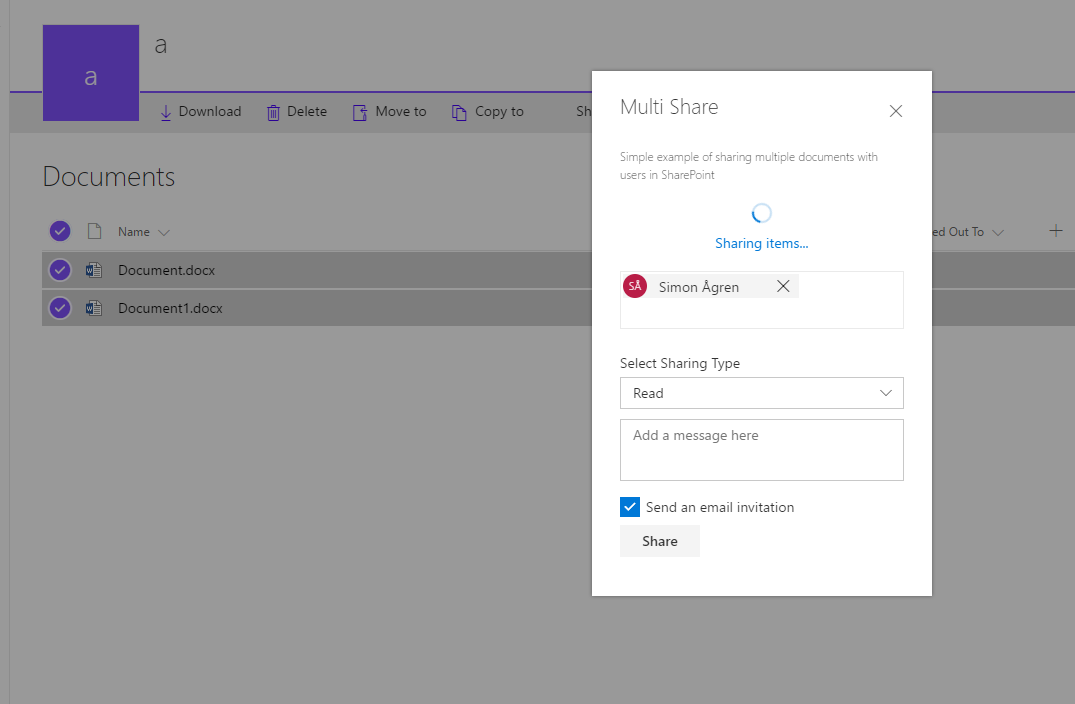 a
a
Download Delete Move to Copy to
Documents
Name
Document.docx
Document1.docx
Multi Share
Simple example of sharing multiple documents with
users in SharePoint
Sharing items...
SÅ Simon Ågren
Select Sharing Type
Read
Add a message here
Send an email invitation
Share
Out To